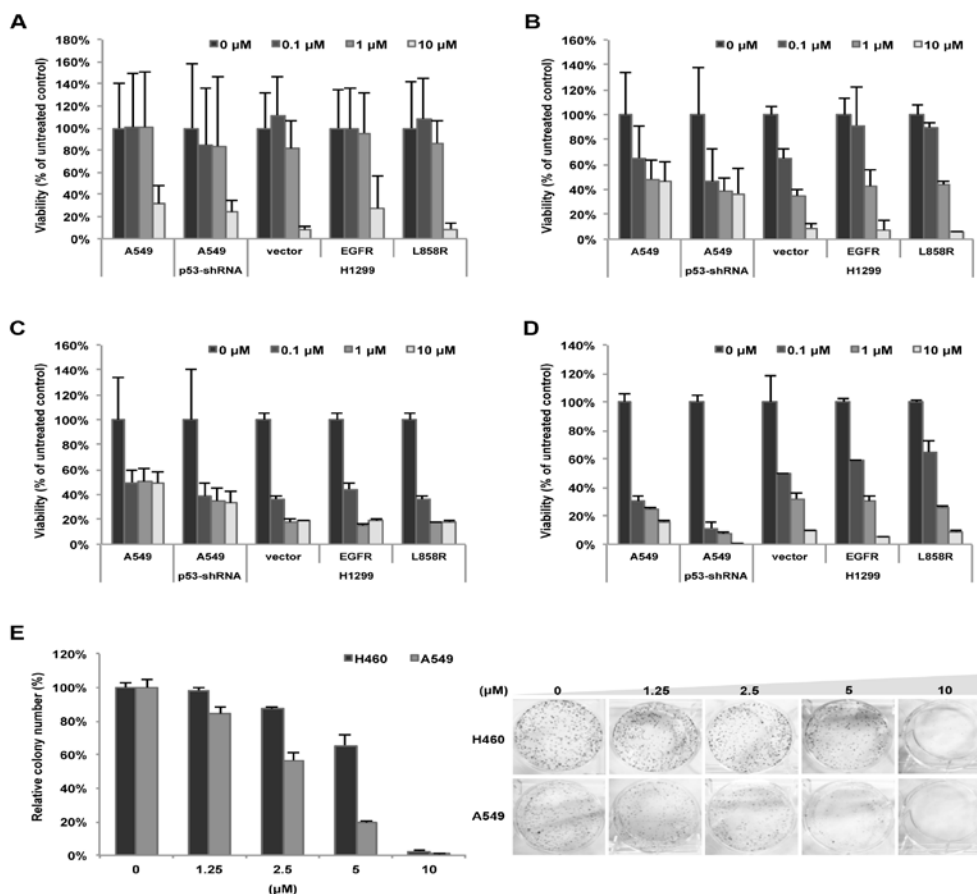 A
160%
140%
120%
100%
80%
60%
40%
20%
0%
Viability (% of untreated control)
0 µM 0.1 µM 1 µM 10 µM
A549 A549 vector EGFR L858R
p53-shRNA H1299
B
160%
140%
120%
100%
80%
60%
40%
20%
0%
Viability (% of untreated control)
0 µM 0.1 µM 1 µM 10 µM
A549 A549 vector EGFR L858R
p53-shRNA H1299
C
160%
140%
120%
100%
80%
60%
40%
20%
0%
Viability (% of untreated control)
0 µM 0.1 µM 1 µM 10 µM
A549 A549 vector EGFR L858R
p53-shRNA H1299
D
140%
120%
100%
80%
60%
40%
20%
0%
Viability (% of untreated control)
0 µM 0.1 µM 1 µM 10 µM
A549 A549 vector EGFR L858R
p53-shRNA H1299
E
120%
100%
80%
60%
40%
20%
0%
Relative colony number (%)
H460 A549
0 1.25 2.5 5 10
(µM)
(µM) 0 1.25 2.5 5 10
H460
A549